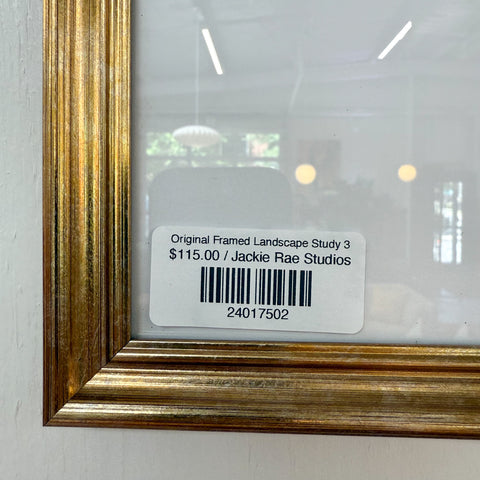 Original Framed Landscape Study 3
$115.00 / Jackie Rae Studios
24017502